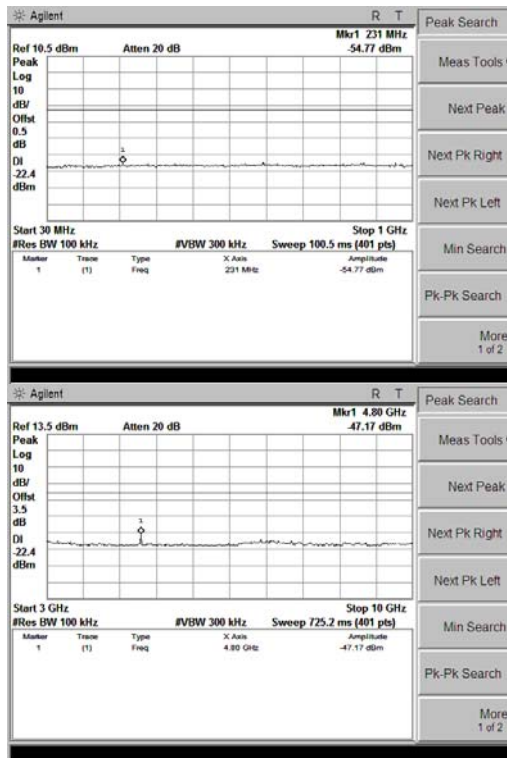 Agilent R T
Peak Search
Mkr1 231 MHz
Ref 10.5 dBm Atten 20 dB -54.77 dBm
Peak
Log
10
dB/
Offst
0.5
dB
DI
-22.4
dBm
1
Start 30 MHz Stop 1 GHz
#Res BW 100 kHz #VBW 300 kHz Sweep 100.5 ms (401 pts)
Marker Trace Type X Axis Amplitude
1 (1) Freq 231 MHz -54.77 dBm
Meas Tools
Next Peak
Next Pk Right
Next Pk Left
Min Search
Pk-Pk Search
More
1 of 2
Agilent R T
Peak Search
Mkr1 4.80 GHz
Ref 13.5 dBm Atten 20 dB -47.17 dBm
Peak
Log
10
dB/
Offst
3.5
dB
DI
-22.4
dBm
1
Start 3 GHz Stop 10 GHz
#Res BW 100 kHz #VBW 300 kHz Sweep 725.2 ms (401 pts)
Marker Trace Type X Axis Amplitude
1 (1) Freq 4.80 GHz -47.17 dBm
Meas Tools
Next Peak
Next Pk Right
Next Pk Left
Min Search
Pk-Pk Search
More
1 of 2